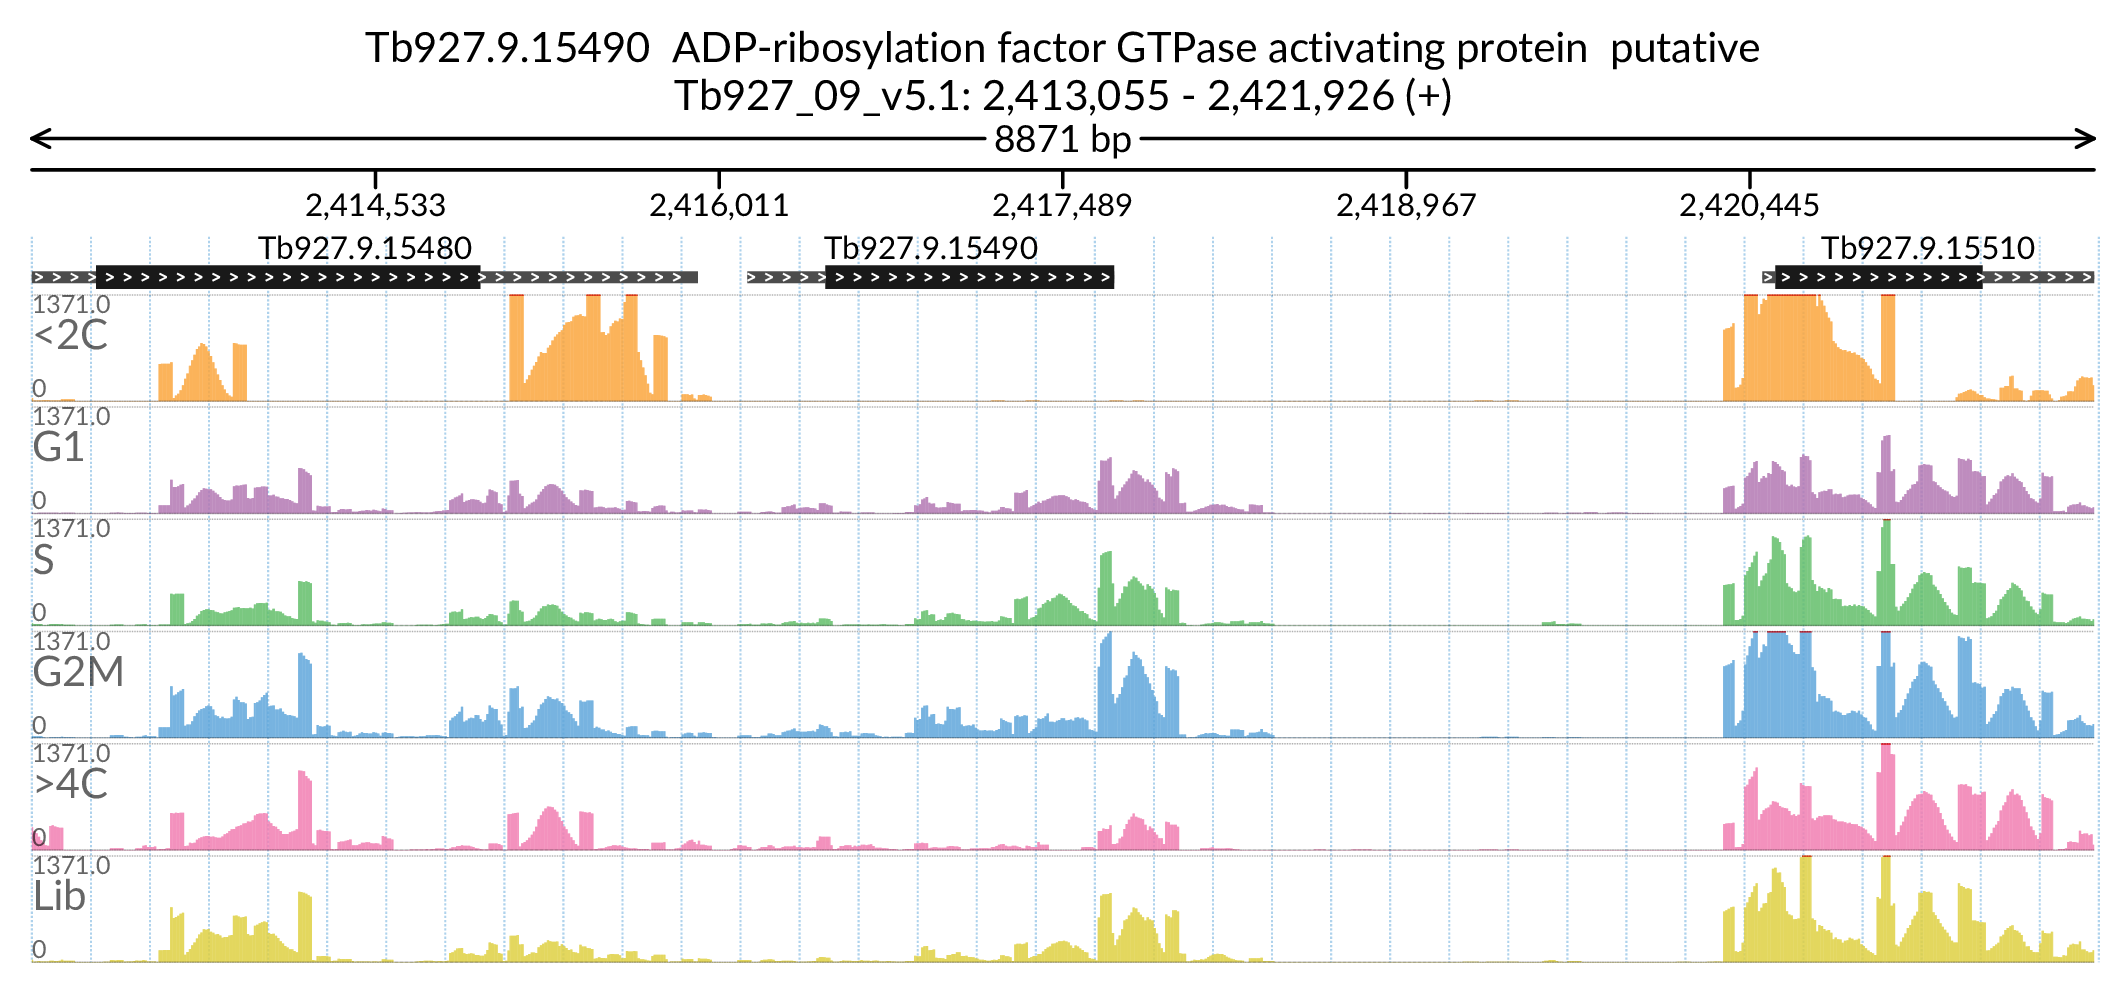 Tb927.9.15490  ADP-ribosylation factor GTPase activating protein  putative
Tb927_09_v5.1: 2,413,055 - 2,421,926 (+)
8871 bp
2,414,533 2,416,011 2,417,489 2,418,967 2,420,445
Tb927.9.15480 Tb927.9.15490 Tb927.9.15510
1371.0
<2C
0
1371.0
G1
0
1371.0
S
0
1371.0
G2M
0
1371.0
>4C
0
1371.0
Lib
0